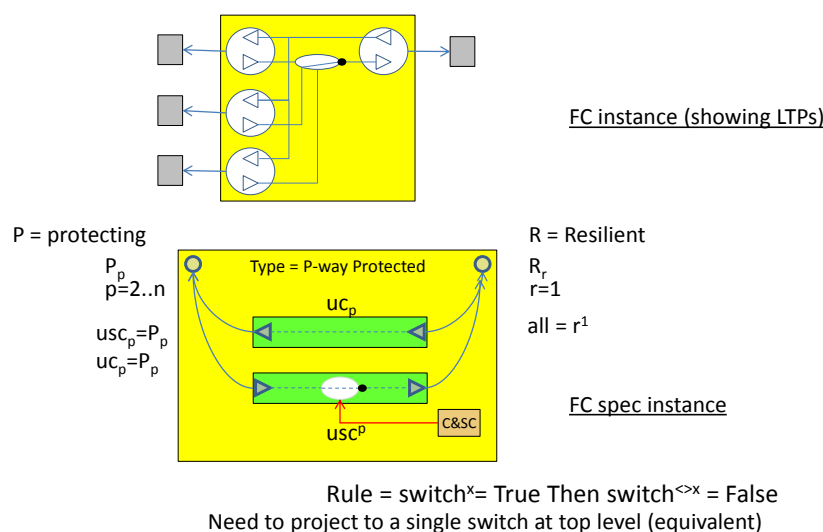 FC instance (showing LTPs)
P = protecting
R = Resilient
Pp
p=2..n
Type = P-way Protected
Rr
r=1
ucp
uscp=Pp
ucp=Pp
all = r¹
uscᵖ
C&SC
FC spec instance
Rule = switchˣ= True Then switch<>ˣ = False
Need to project to a single switch at top level (equivalent)